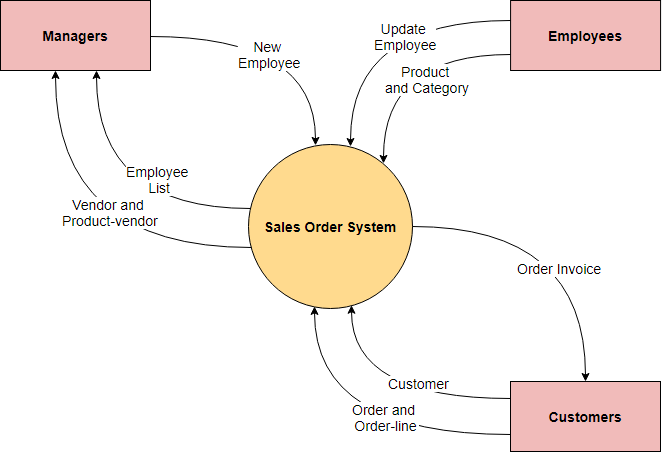 Managers
Employees
New
Employee
Update
Employee
Product
and Category
Employee
List
Vendor and
Product-vendor
Sales Order System
Order Invoice
Customer
Order and
Order-line
Customers